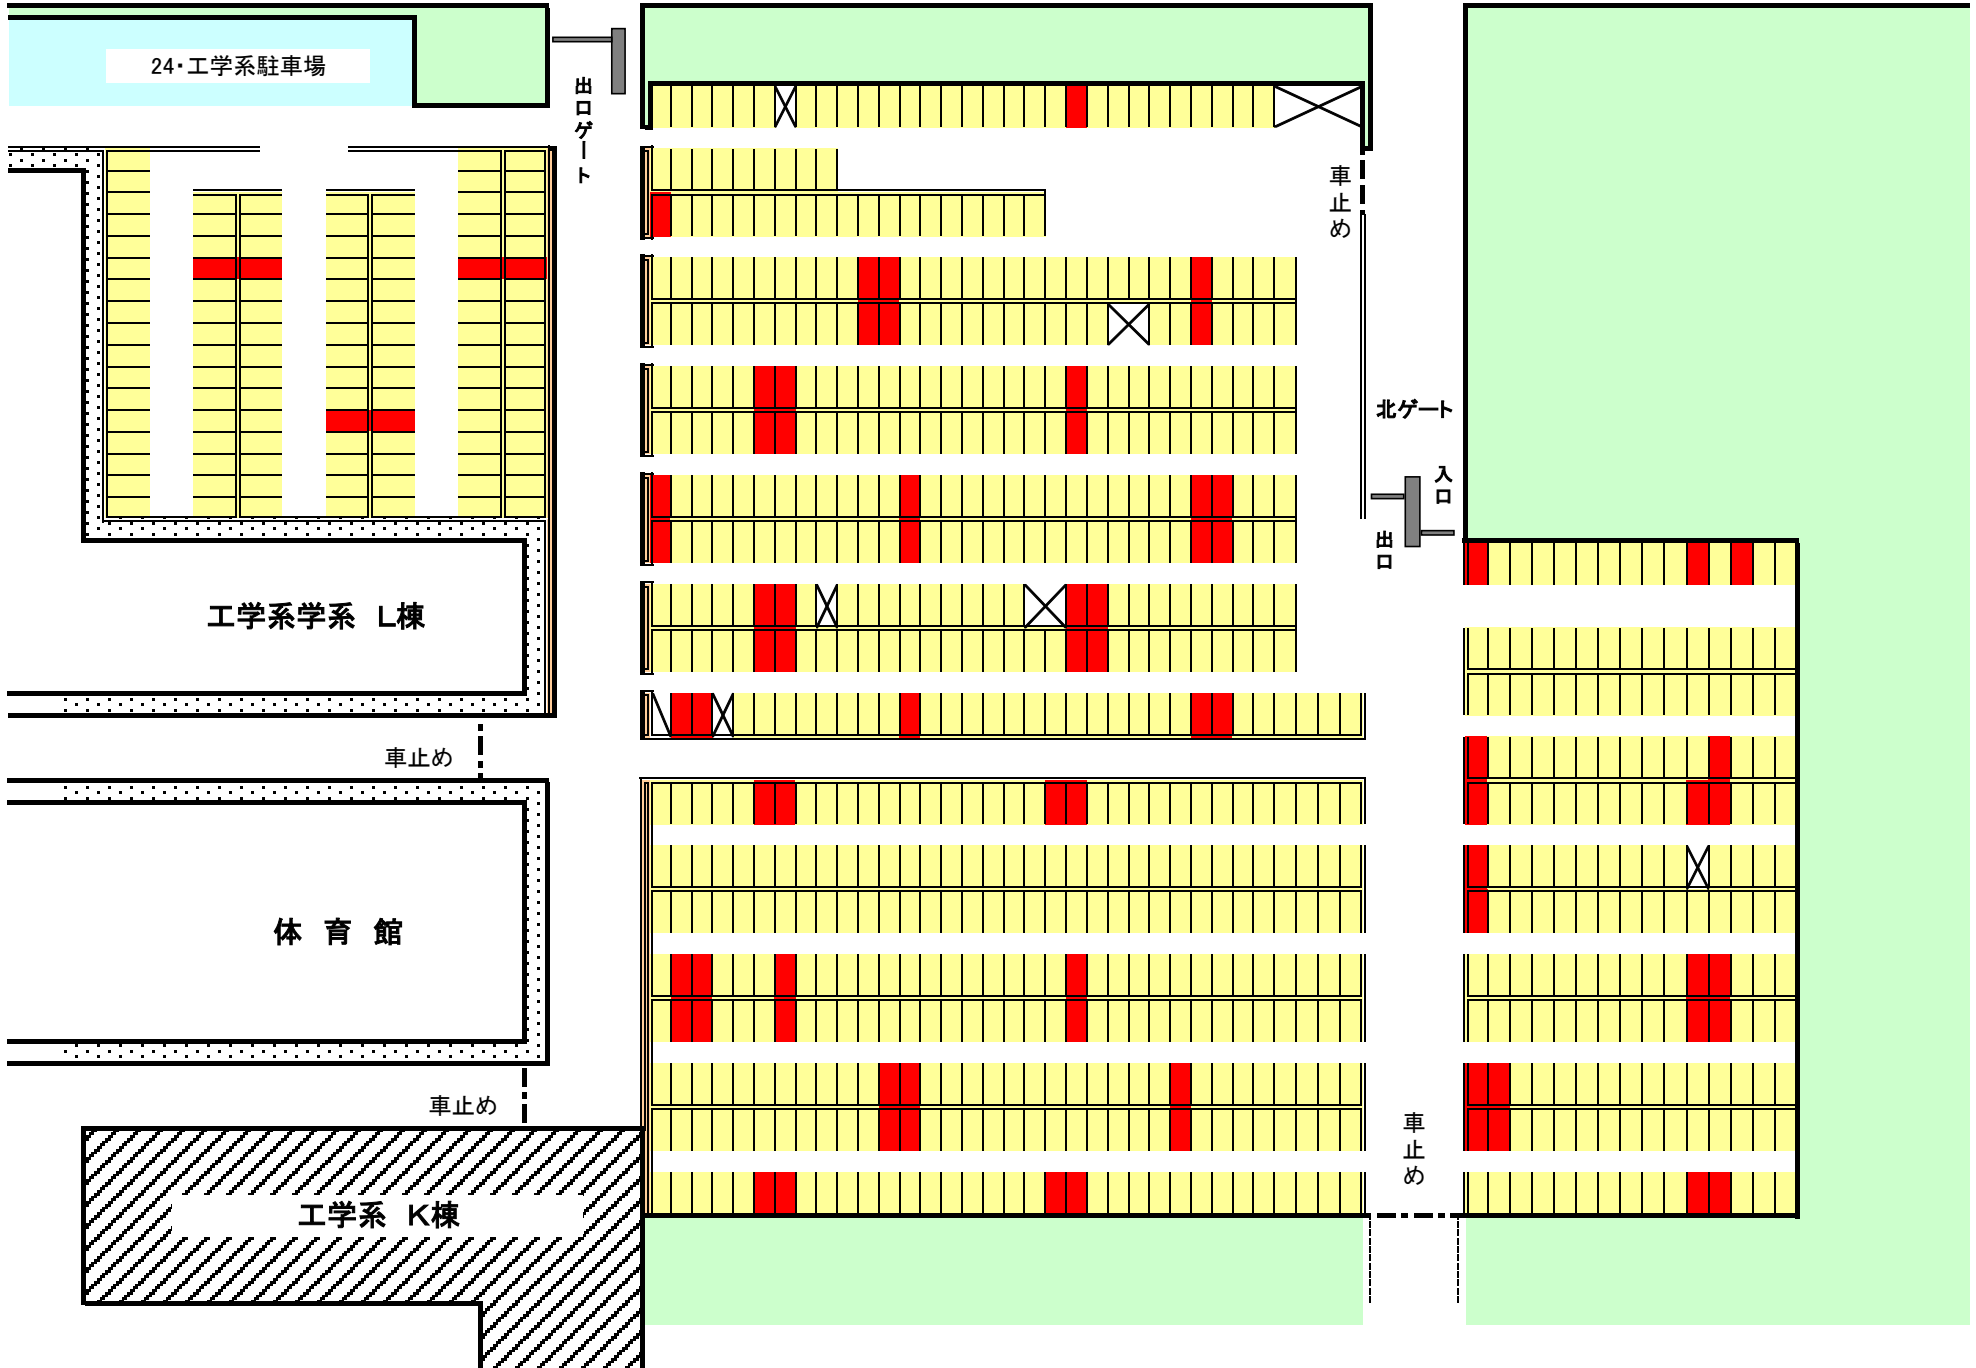 24・工学系駐車場
出口ゲート
車止め
北ゲート
入口
出口
工学系学系 L棟
車止め
体 育 館
車止め
車止め
工学系 K棟